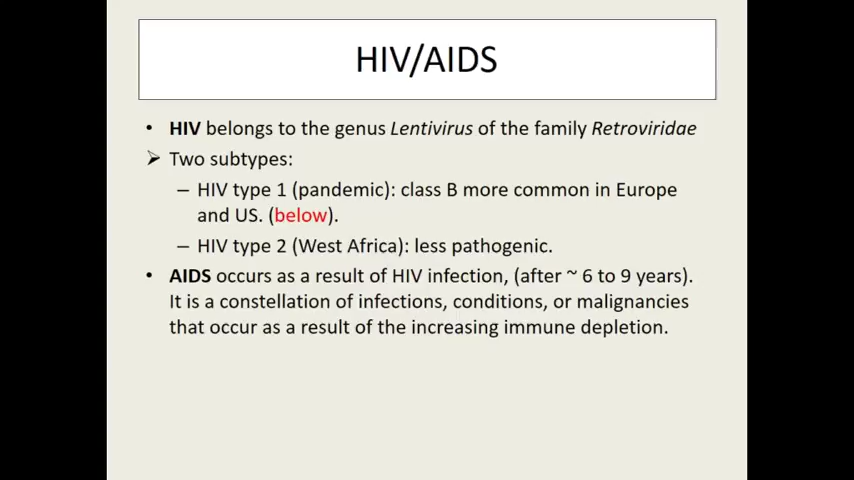 HIV/AIDS
• HIV belongs to the genus Lentivirus of the family Retroviridae
➢ Two subtypes:
– HIV type 1 (pandemic): class B more common in Europe
and US. (below).
– HIV type 2 (West Africa): less pathogenic.
• AIDS occurs as a result of HIV infection, (after ~ 6 to 9 years).
It is a constellation of infections, conditions, or malignancies
that occur as a result of the increasing immune depletion.